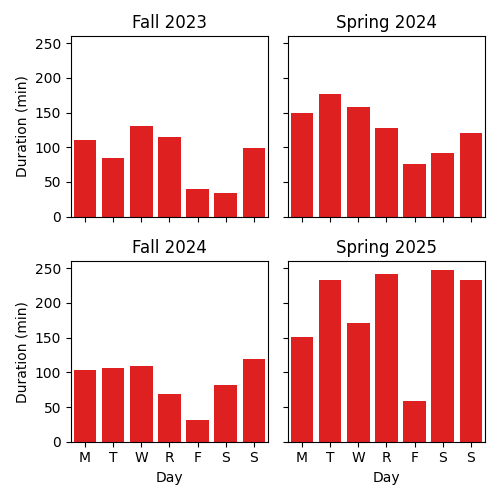 Fall 2023
Spring 2024
250
200
150
100
50
0
Duration (min)
Fall 2024
Spring 2025
250
200
150
100
50
0
Duration (min)
M T W R F S S
M T W R F S S
Day
Day